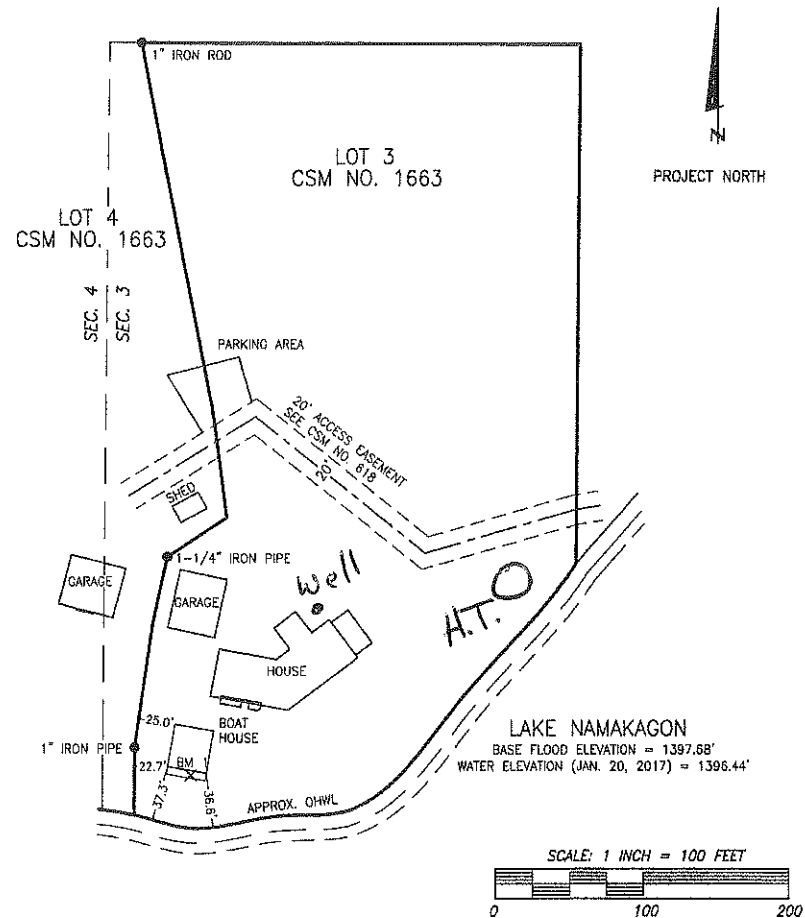 1" IRON ROD
LOT 3
CSM NO. 1663
N
PROJECT NORTH
LOT 4
CSM NO. 1663
SEC. 4
SEC. 3
PARKING AREA
20' ACCESS EASEMENT
SEE CSM NO. 618
20'
SHED
1-1/4" IRON PIPE
GARAGE
GARAGE
Well
H.T.
HOUSE
BOAT
HOUSE
25.0'
1" IRON PIPE
22.7'
BM
37.3'
36.6'
APPROX. OHWL
LAKE NAMAKAGON
BASE FLOOD ELEVATION = 1397.68'
WATER ELEVATION (JAN. 20, 2017) = 1396.44'
SCALE: 1 INCH = 100 FEET
0 100 200